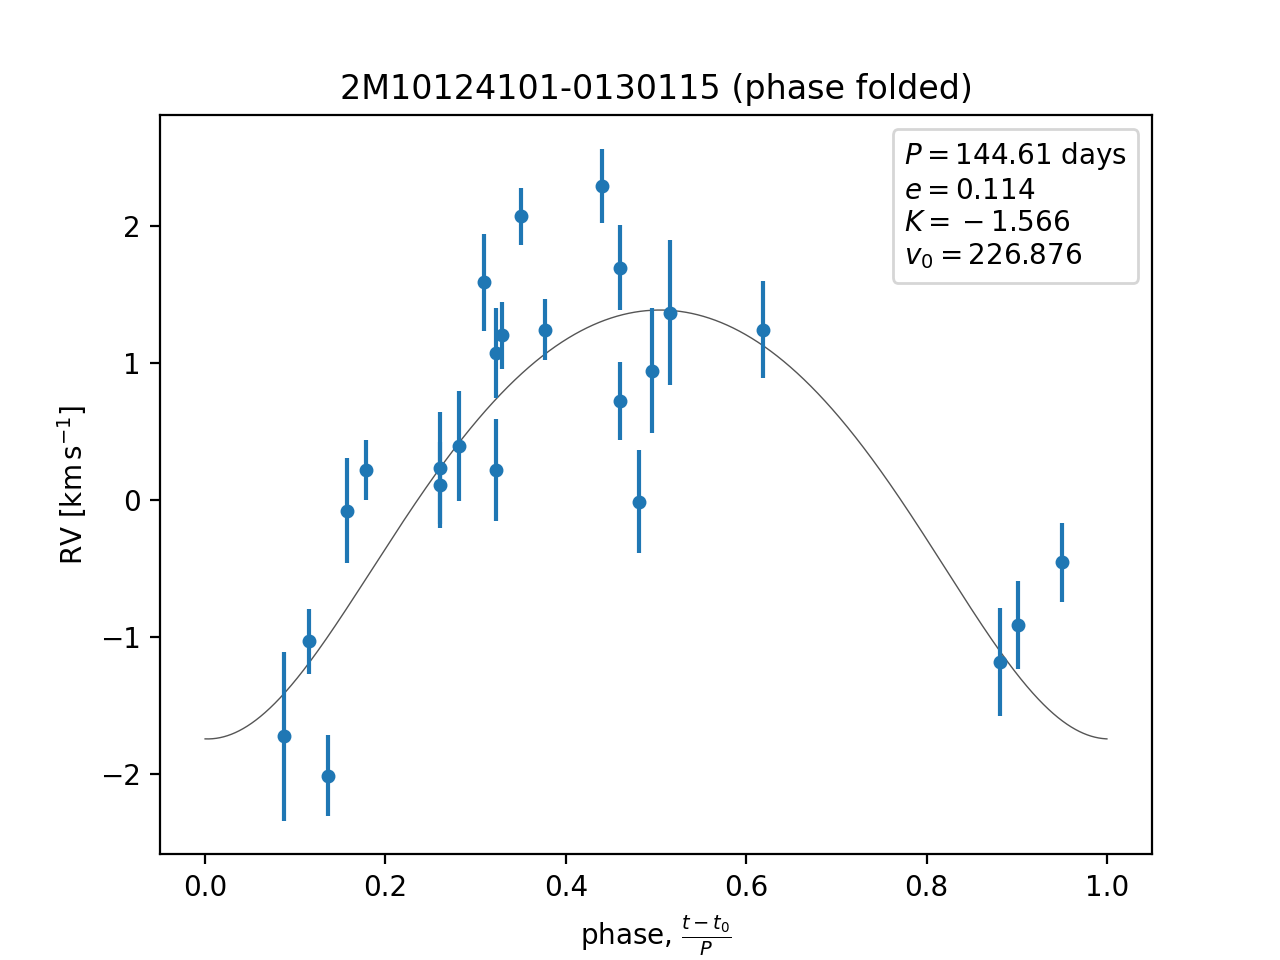 2M10124101-0130115 (phase folded)
P = 144.61 days
e = 0.114
K = −1.566
v₀ = 226.876
2
1
0
−1
−2
RV [km s⁻¹]
0.0 0.2 0.4 0.6 0.8 1.0
phase, (t − t₀)/P